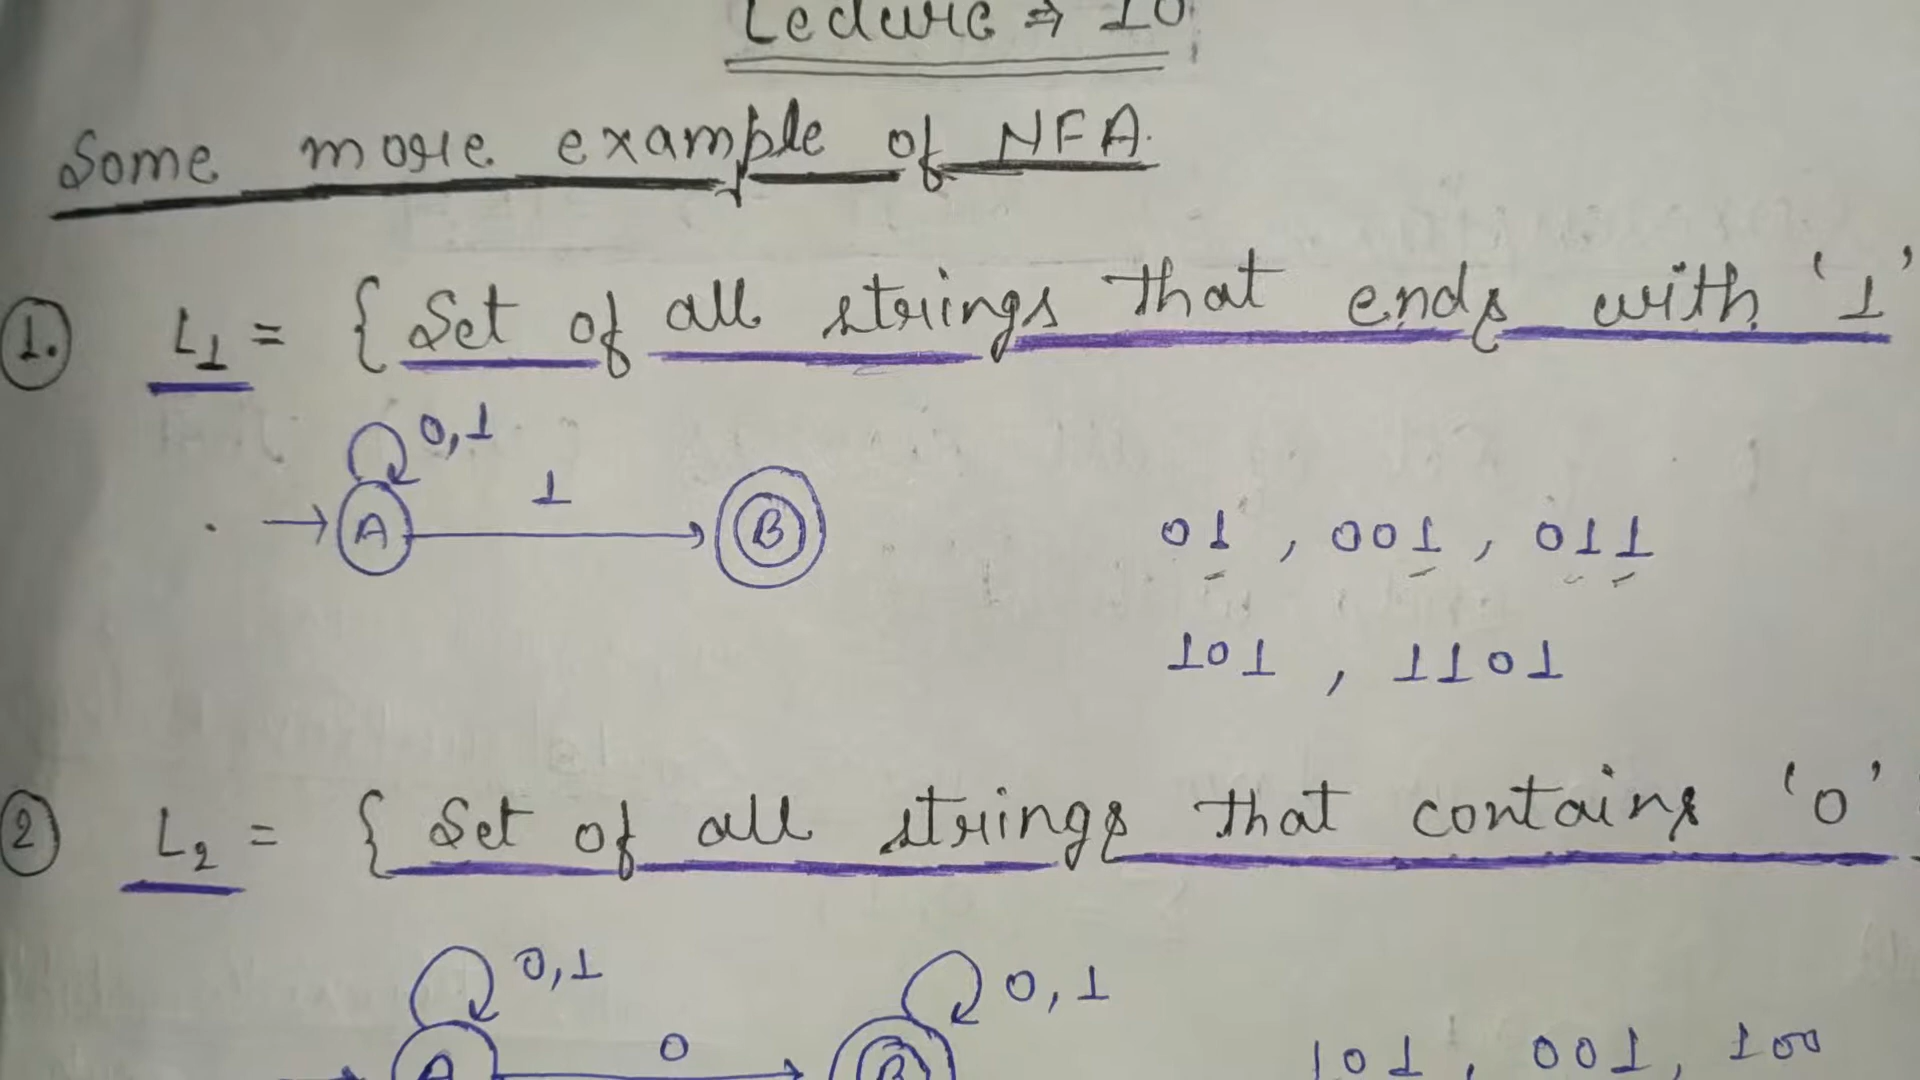 Lecture ⇒ 10
Some more example of NFA.
1. L1 = { Set of all strings that ends with '1'
0,1
1
A B
01 , 001 , 011
101 , 1101
2 L2 = { Set of all strings that contains '0'
0,1 0,1
0
A B
101 , 001, 100